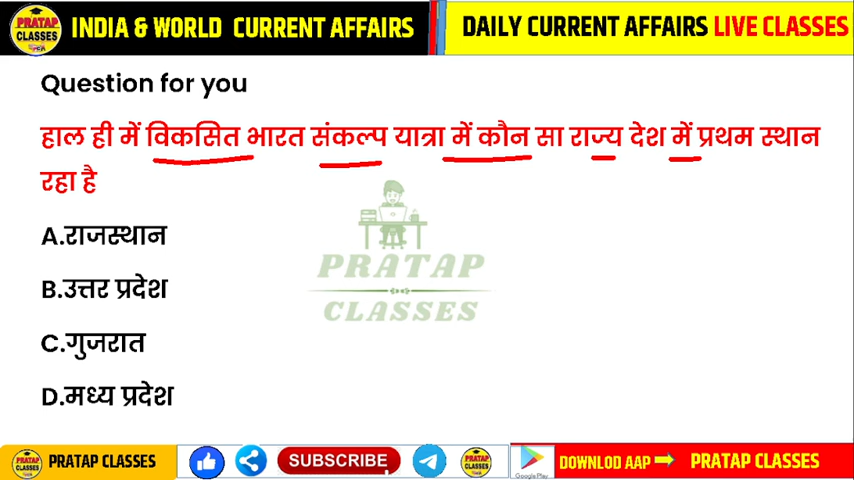 PRATAP
CLASSES
INDIA & WORLD CURRENT AFFAIRS
DAILY CURRENT AFFAIRS LIVE CLASSES
Question for you
हाल ही में विकसित भारत संकल्प यात्रा में कौन सा राज्य देश में प्रथम स्थान
रहा है
A.राजस्थान
B.उत्तर प्रदेश
C.गुजरात
D.मध्य प्रदेश
PRATAP
CLASSES
PRATAP
CLASSES
PRATAP CLASSES
SUBSCRIBE
PRATAP
CLASSES
Google Play
DOWNLOD AAP
PRATAP CLASSES